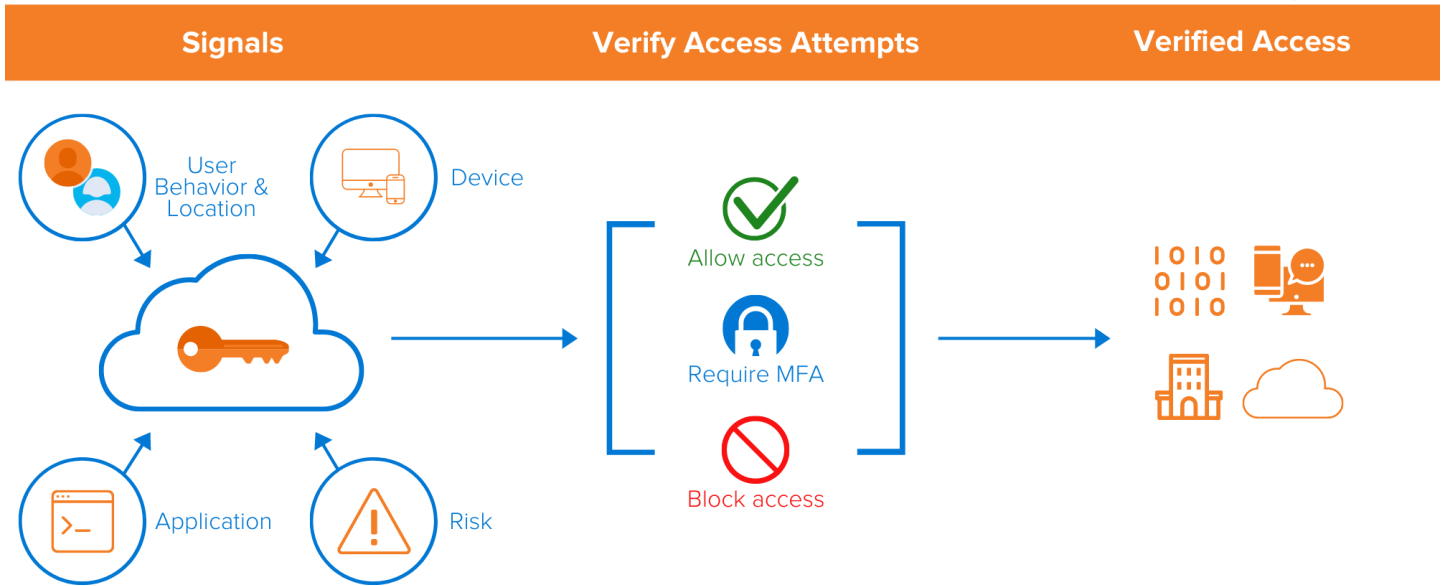 Signals
Verify Access Attempts
Verified Access
User
Behavior &
Location
Device
Allow access
Require MFA
Block access
Application
Risk
>_
!
1010
0101
1010